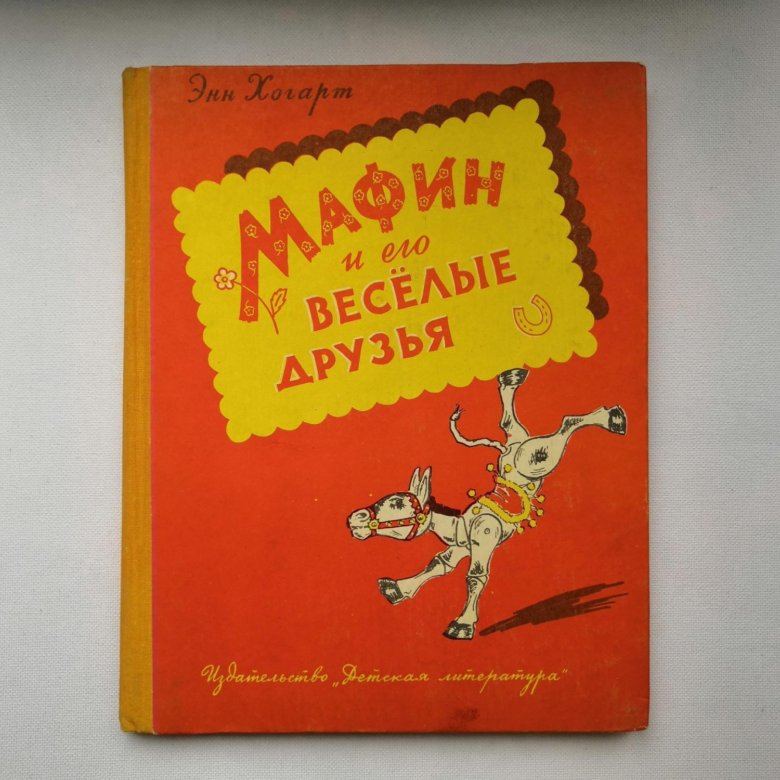 Энн Хогарт
МАФИН
и его
ВЕСЁЛЫЕ
ДРУЗЬЯ
Издательство „Детская литература“